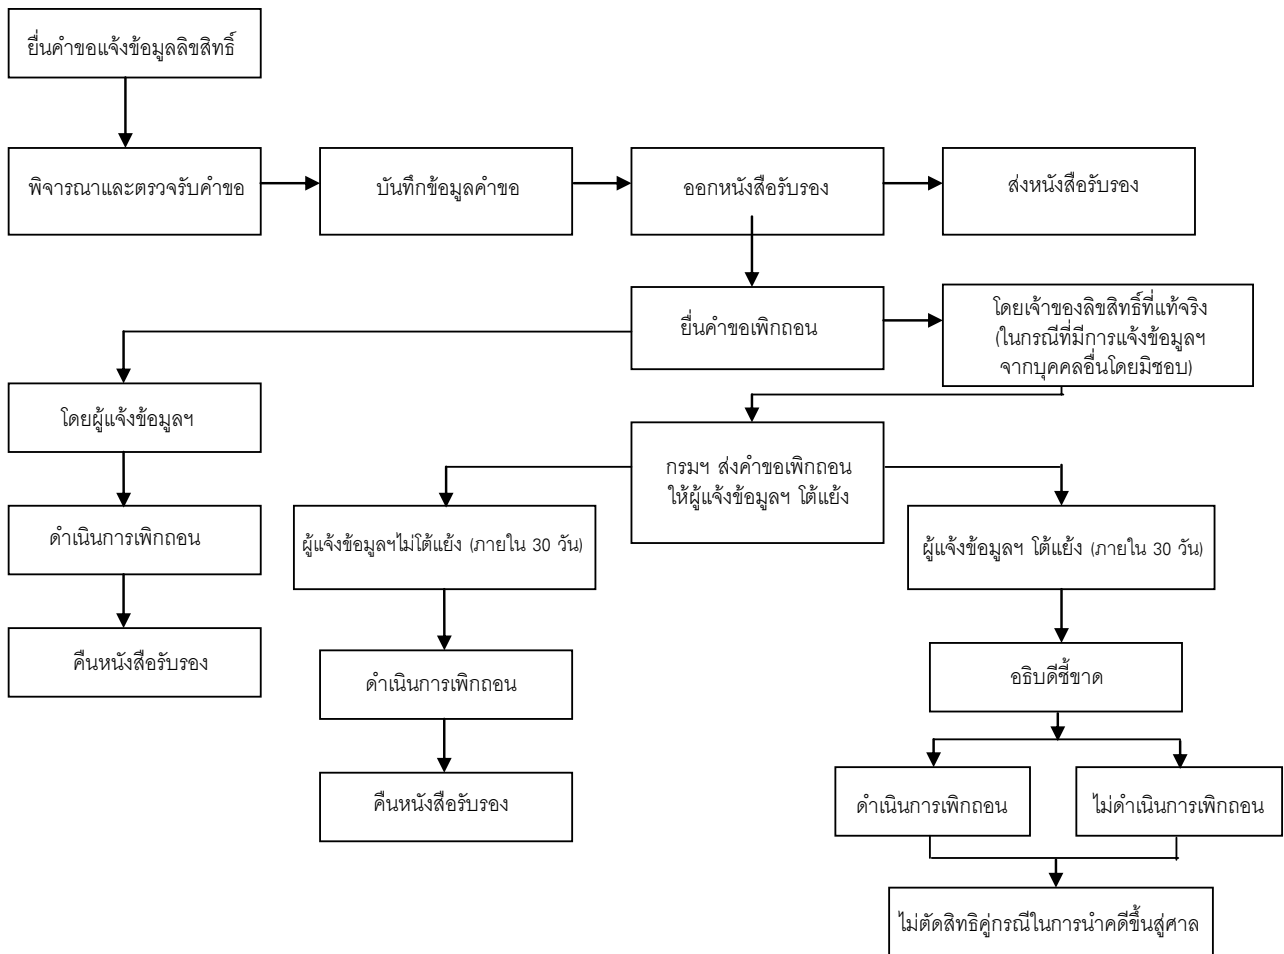 ยื่นคำขอแจ้งข้อมูลลิขสิทธิ์
พิจารณาและตรวจรับคำขอ
บันทึกข้อมูลคำขอ
ออกหนังสือรับรอง
ส่งหนังสือรับรอง
ยื่นคำขอเพิกถอน
โดยเจ้าของลิขสิทธิ์ที่แท้จริง
(ในกรณีที่มีการแจ้งข้อมูลฯ
จากบุคคลอื่นโดยมิชอบ)
โดยผู้แจ้งข้อมูลฯ
กรมฯ ส่งคำขอเพิกถอน
ให้ผู้แจ้งข้อมูลฯ โต้แย้ง
ดำเนินการเพิกถอน
ผู้แจ้งข้อมูลฯไม่โต้แย้ง (ภายใน 30 วัน)
ผู้แจ้งข้อมูลฯ โต้แย้ง (ภายใน 30 วัน)
คืนหนังสือรับรอง
ดำเนินการเพิกถอน
อธิบดีชี้ขาด
คืนหนังสือรับรอง
ดำเนินการเพิกถอน
ไม่ดำเนินการเพิกถอน
ไม่ตัดสิทธิคู่กรณีในการนำคดีขึ้นสู่ศาล